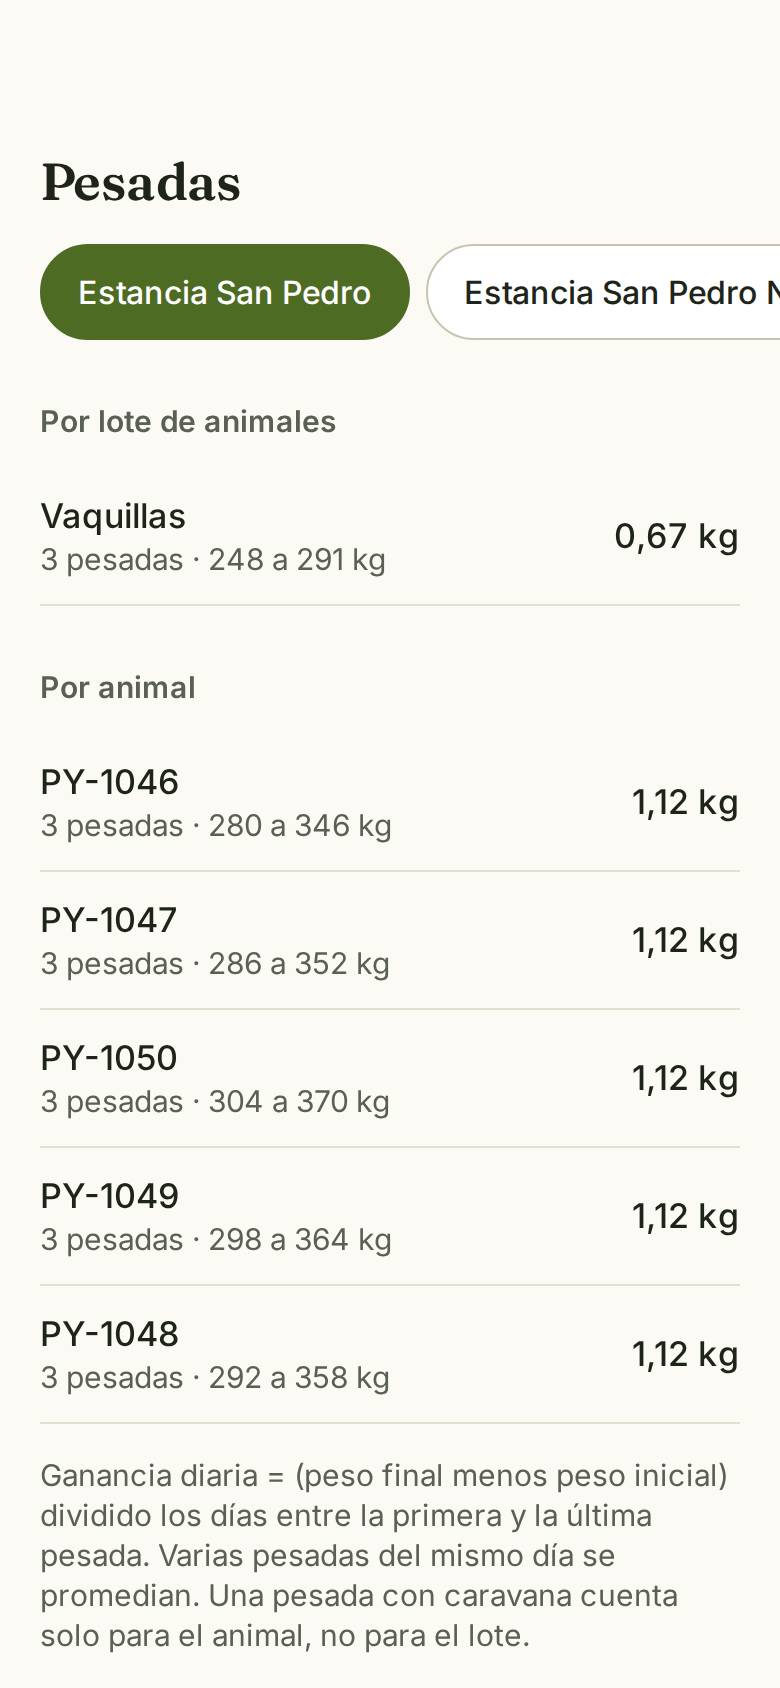 Pesadas
Estancia San Pedro
Estancia San Pedro N
Por lote de animales
Vaquillas
0,67 kg
3 pesadas · 248 a 291 kg
Por animal
PY-1046
1,12 kg
3 pesadas · 280 a 346 kg
PY-1047
1,12 kg
3 pesadas · 286 a 352 kg
PY-1050
1,12 kg
3 pesadas · 304 a 370 kg
PY-1049
1,12 kg
3 pesadas · 298 a 364 kg
PY-1048
1,12 kg
3 pesadas · 292 a 358 kg
Ganancia diaria = (peso final menos peso inicial)
dividido los días entre la primera y la última
pesada. Varias pesadas del mismo día se
promedian. Una pesada con caravana cuenta
solo para el animal, no para el lote.